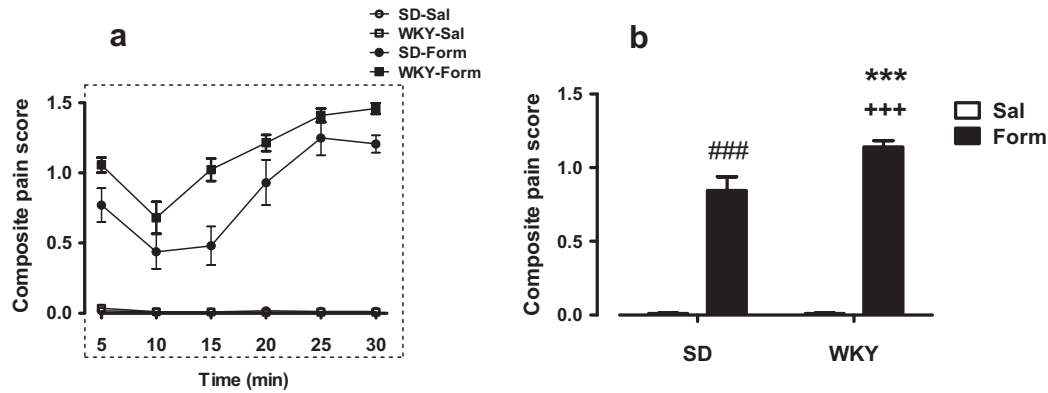 a
SD-Sal
WKY-Sal
SD-Form
WKY-Form
Composite pain score
1.5
1.0
0.5
0.0
5 10 15 20 25 30
Time (min)
b
Composite pain score
1.5
1.0
0.5
0.0
###
***
+++
Sal
Form
SD WKY